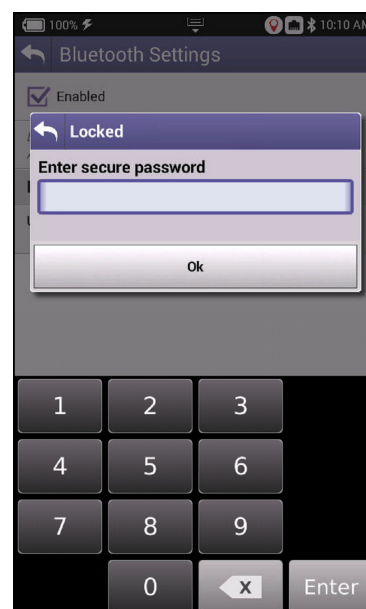 100% 10:10 AM
Bluetooth Settings
Enabled
Locked
Enter secure password
Ok
1 2 3
4 5 6
7 8 9
0 X Enter